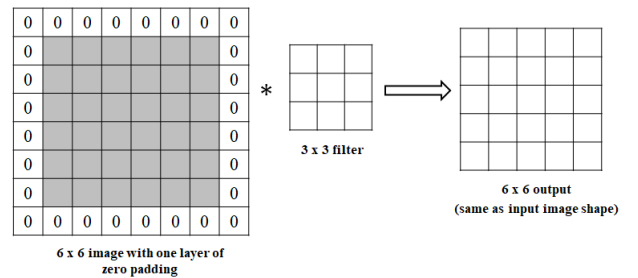 0 0 0 0 0 0 0 0
0 0
0 0
0 0
0 0
0 0
0 0
0 0 0 0 0 0 0 0
*
3 x 3 filter
6 x 6 output
(same as input image shape)
6 x 6 image with one layer of
zero padding